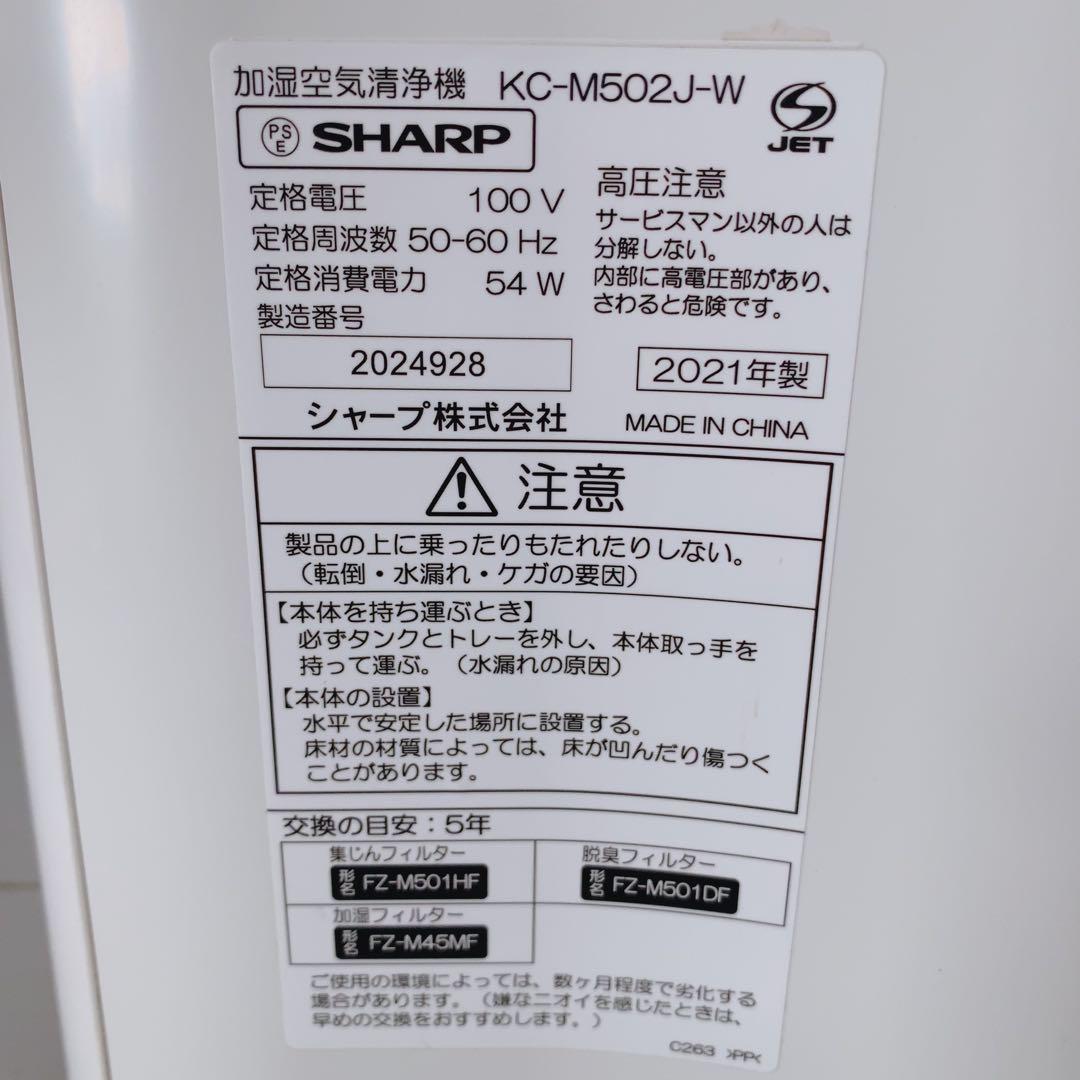 加湿空気清浄機 KC-M502J-W
PSE SHARP
JET
定格電圧 100 V
定格周波数 50-60 Hz
定格消費電力 54 W
製造番号
2024928
高圧注意
サービスマン以外の人は
分解しない。
内部に高電圧部があり、
さわると危険です。
2021年製
シャープ株式会社
MADE IN CHINA
注意
製品の上に乗ったりもたれたりしない。
（転倒・水漏れ・ケガの要因）
【本体を持ち運ぶとき】
必ずタンクとトレーを外し、本体取っ手を
持って運ぶ。（水漏れの原因）
【本体の設置】
水平で安定した場所に設置する。
床材の材質によっては、床が凹んだり傷つく
ことがあります。
交換の目安：5年
集じんフィルター
形名 FZ-M501HF
脱臭フィルター
形名 FZ-M501DF
加湿フィルター
形名 FZ-M45MF
ご使用の環境によっては、数ヶ月程度で劣化する
場合があります。（嫌なニオイを感じたときは、
早めの交換をおすすめします。）
C263 >PP<